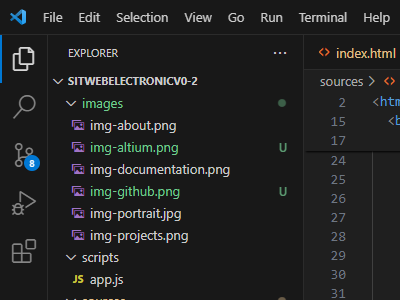 File Edit Selection View Go Run Terminal Help
EXPLORER ...
index.html
SITWEBELECTRONICV0-2
sources >
images
2 <htm
img-about.png
15 <b
img-altium.png U
17
img-documentation.png
24
img-github.png U
25
26
img-portrait.jpg
27
img-projects.png
28
scripts
29
JS app.js
30
31
8